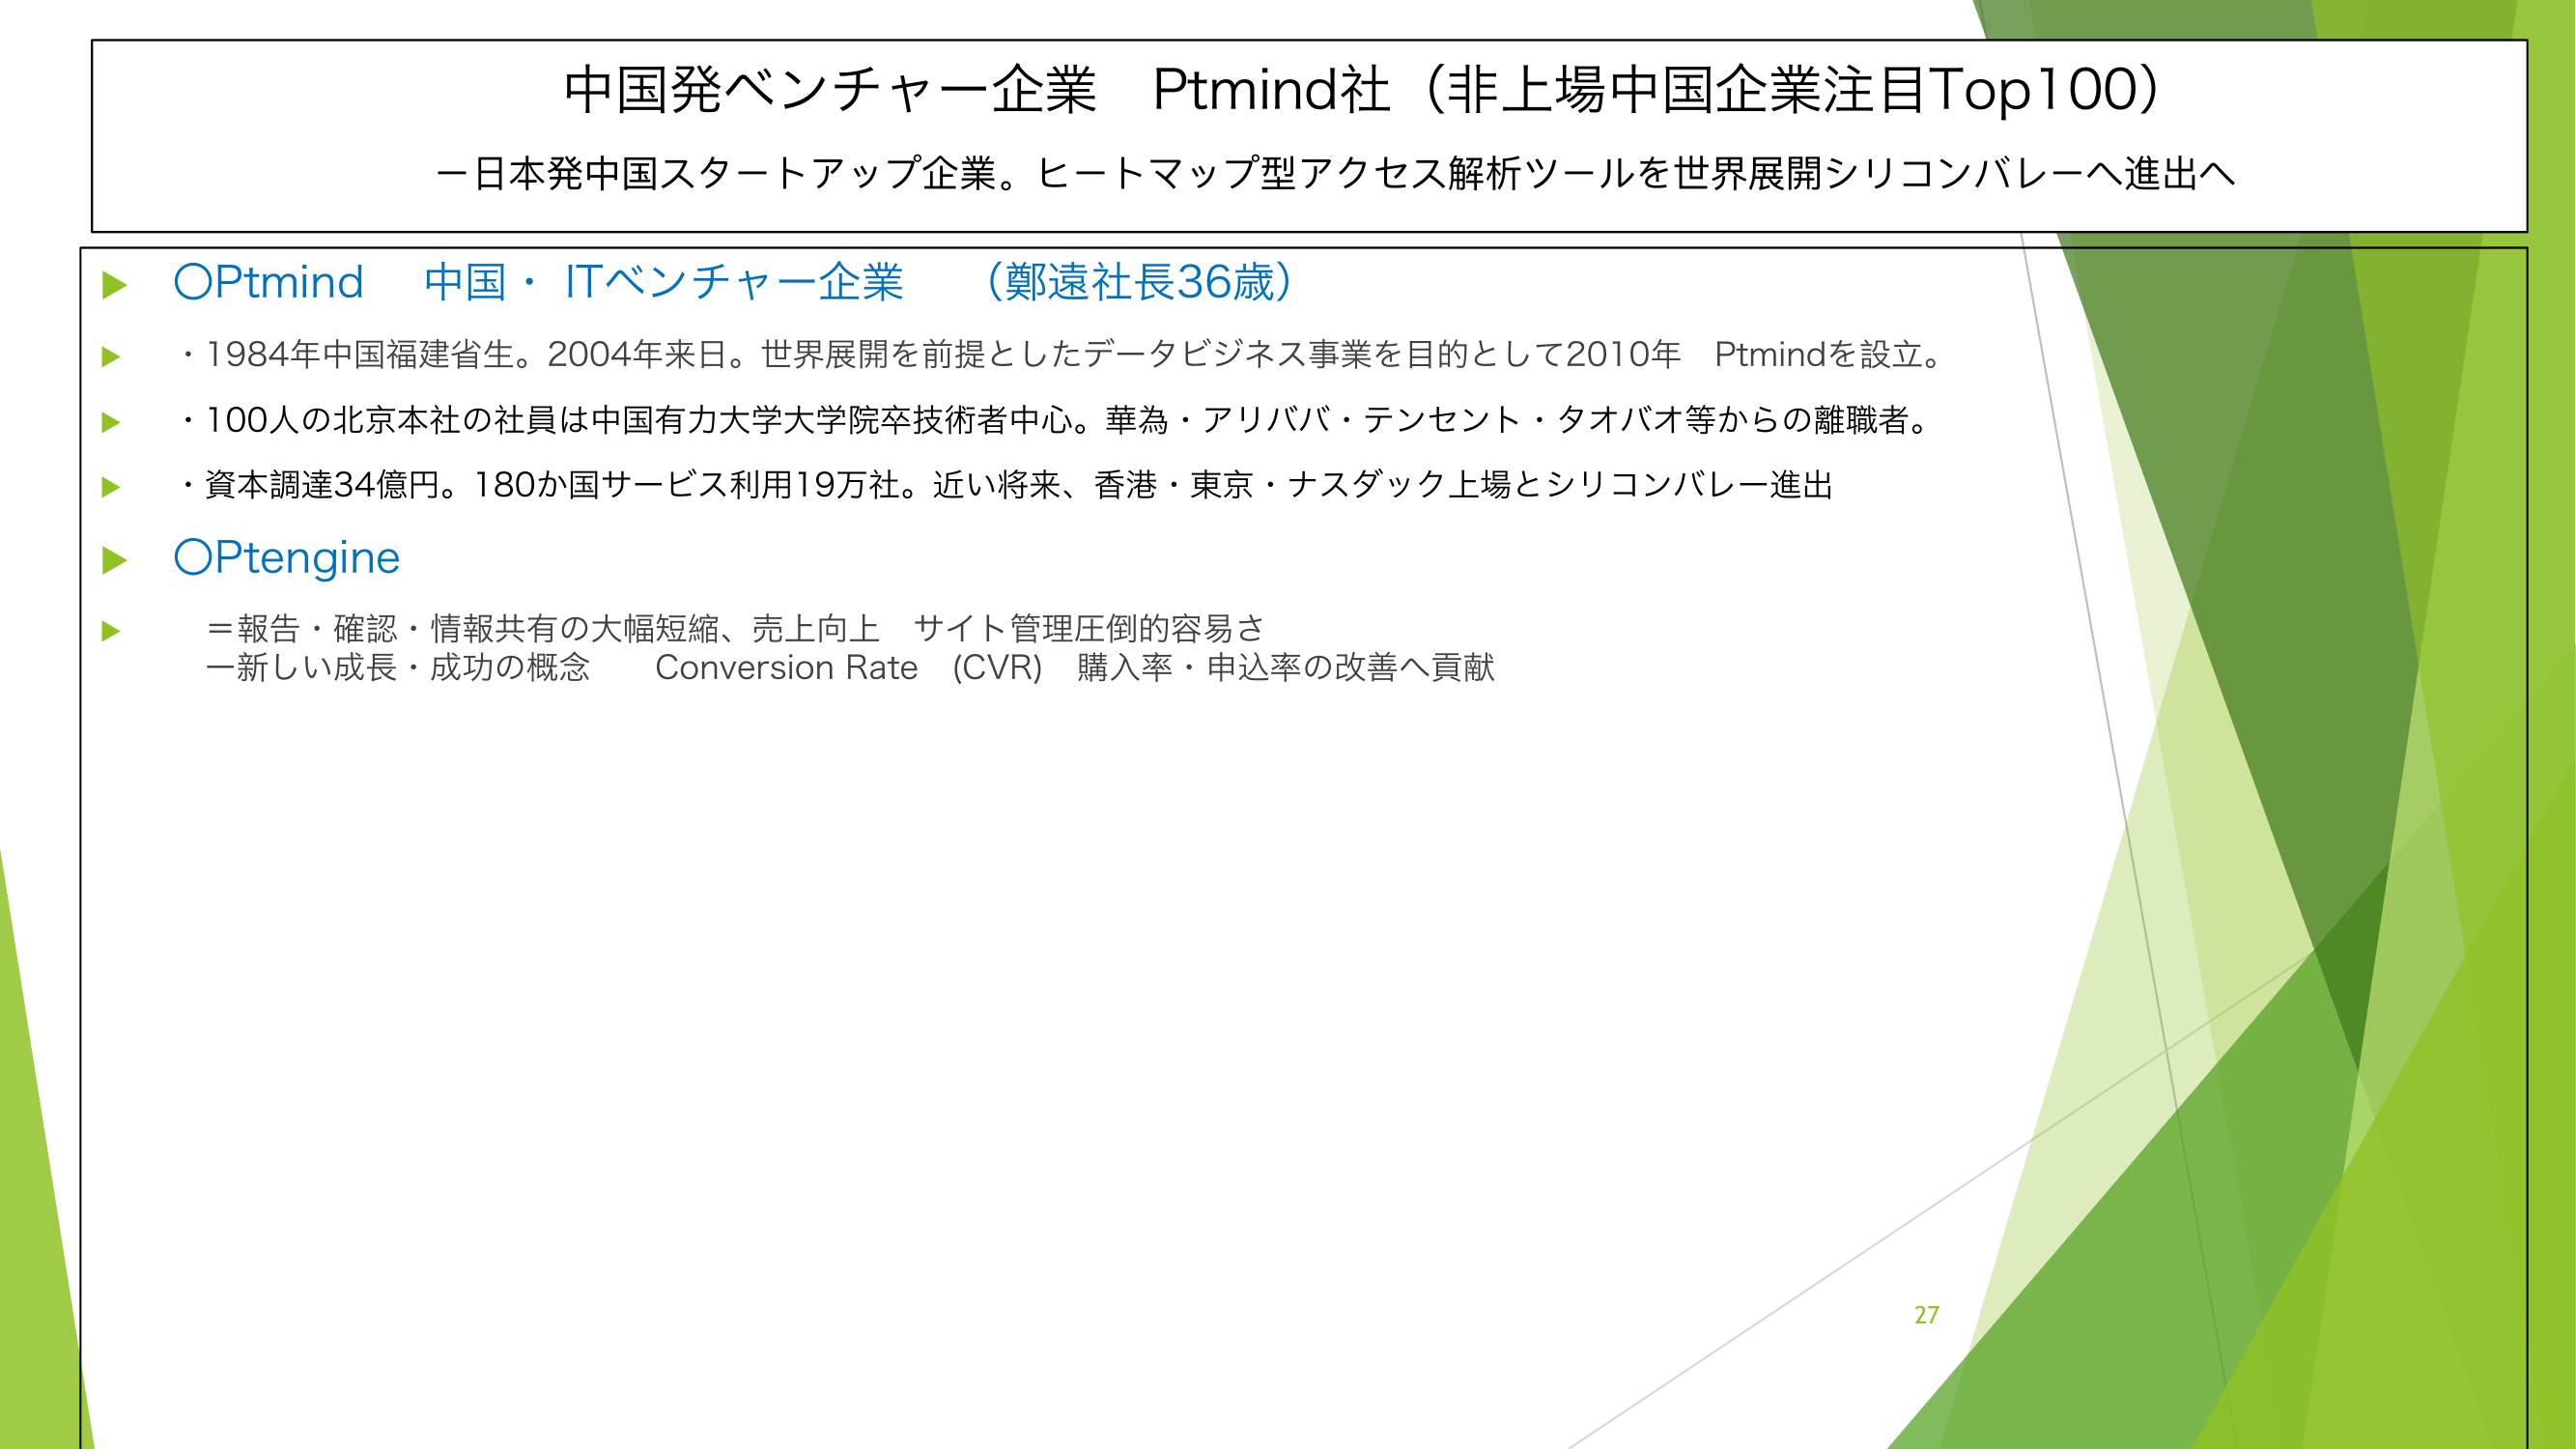 中国発ベンチャー企業　Ptmind社（非上場中国企業注目Top100）
－日本発中国スタートアップ企業。ヒートマップ型アクセス解析ツールを世界展開シリコンバレーへ進出へ
〇Ptmind　中国・ ITベンチャー企業　（鄭遠社長36歳）
・1984年中国福建省生。2004年来日。世界展開を前提としたデータビジネス事業を目的として2010年　Ptmindを設立。
・100人の北京本社の社員は中国有力大学大学院卒技術者中心。華為・アリババ・テンセント・タオバオ等からの離職者。
・資本調達34億円。180か国サービス利用19万社。近い将来、香港・東京・ナスダック上場とシリコンバレー進出
〇Ptengine
＝報告・確認・情報共有の大幅短縮、売上向上　サイト管理圧倒的容易さ
ー新しい成長・成功の概念　　Conversion Rate　(CVR)　購入率・申込率の改善へ貢献
27